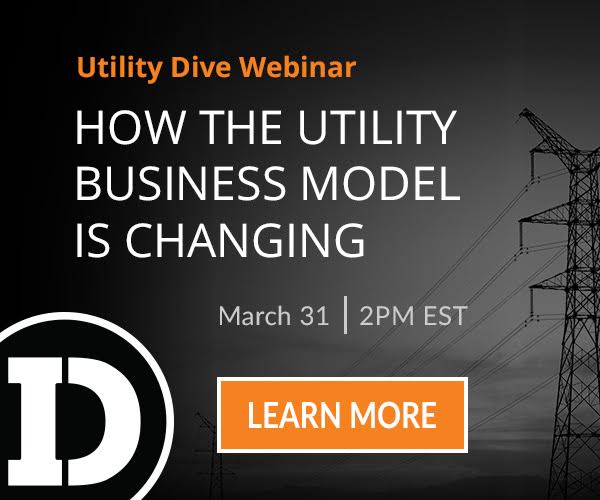 Utility Dive Webinar
HOW THE UTILITY
BUSINESS MODEL
IS CHANGING
March 31 | 2PM EST
LEARN MORE
D